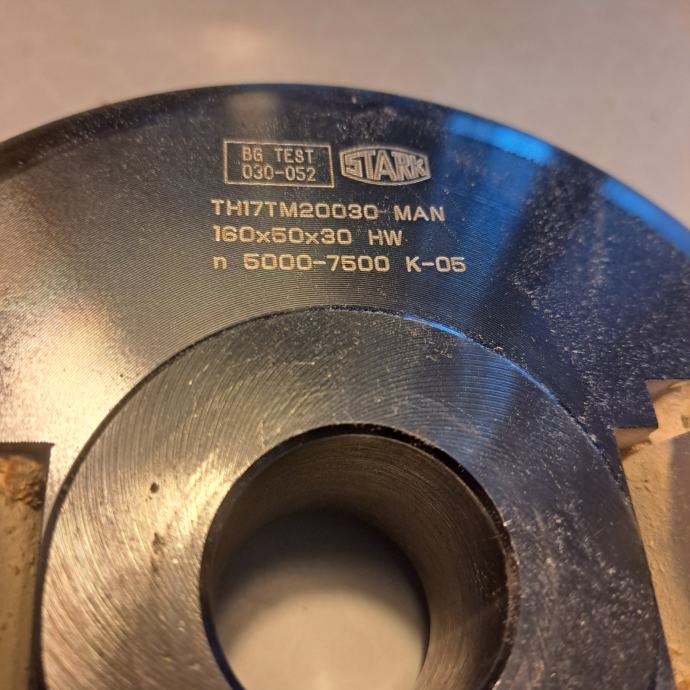 BG TEST
030-052
STARK
TH17TM20030 MAN
160x50x30 HW
n 5000-7500 K-05